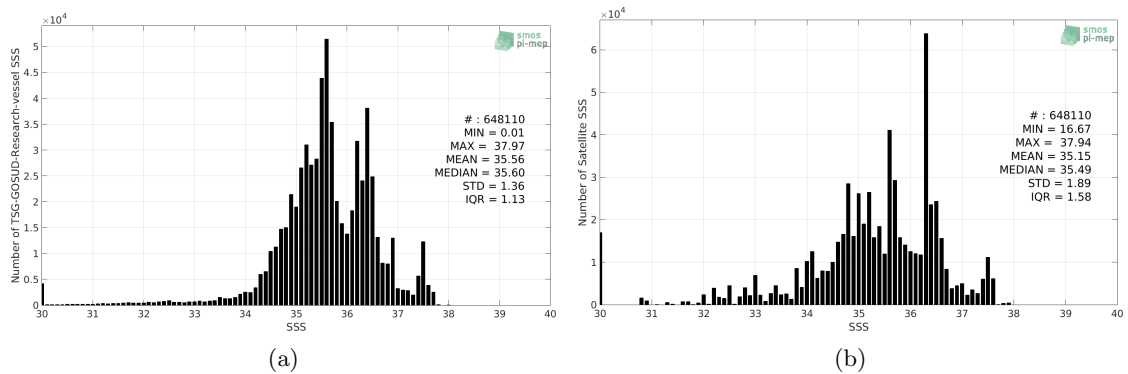 ×10⁴
smos
pi-mep
5
4.5
4
3.5
3
2.5
2
1.5
1
0.5
0
Number of TSG-GOSUD-Research-vessel SSS
# : 648110
MIN = 0.01
MAX = 37.97
MEAN = 35.56
MEDIAN = 35.60
STD = 1.36
IQR = 1.13
30 31 32 33 34 35 36 37 38 39 40
SSS
(a)
×10⁴
smos
pi-mep
6
5
4
3
2
1
0
Number of Satellite SSS
# : 648110
MIN = 16.67
MAX = 37.94
MEAN = 35.15
MEDIAN = 35.49
STD = 1.89
IQR = 1.58
30 31 32 33 34 35 36 37 38 39 40
SSS
(b)